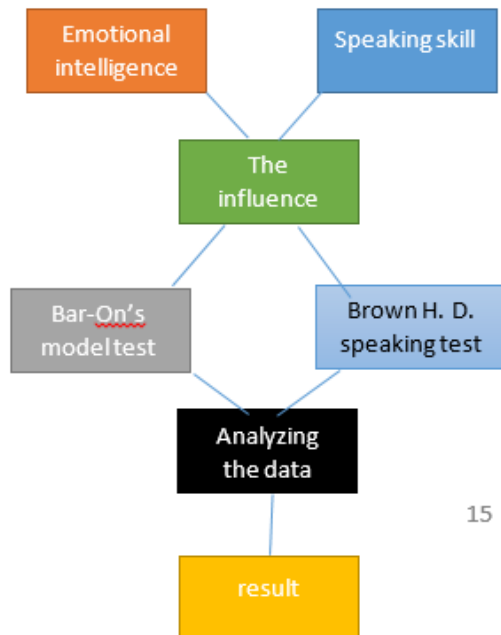 Emotional
intelligence
Speaking skill
The
influence
Bar-On's
model test
Brown H. D.
speaking test
Analyzing
the data
15
result